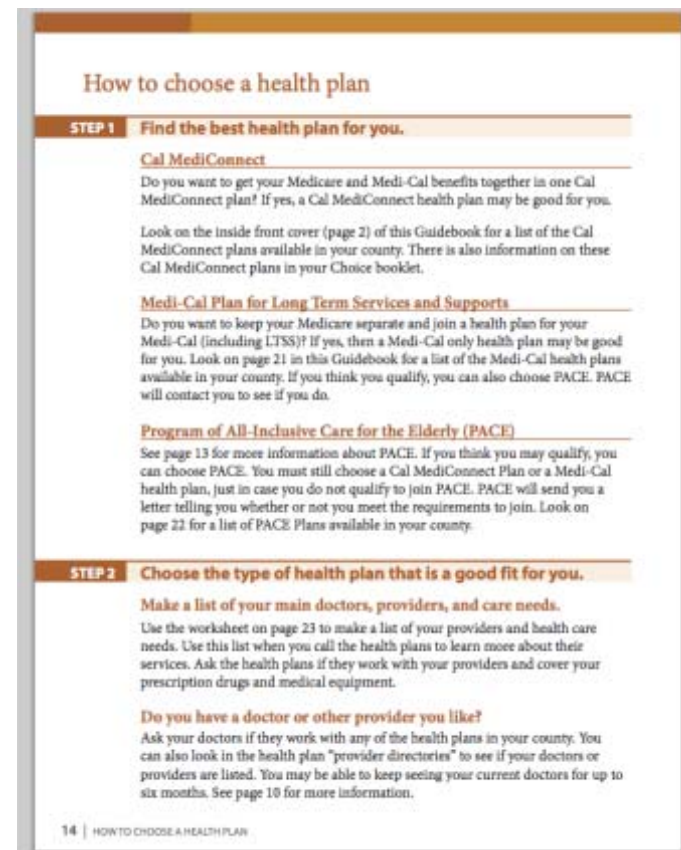 How to choose a health plan
STEP 1 Find the best health plan for you.
Cal MediConnect
Do you want to get your Medicare and Medi-Cal benefits together in one Cal
MediConnect plan? If yes, a Cal MediConnect health plan may be good for you.
Look on the inside front cover (page 2) of this Guidebook for a list of the Cal
MediConnect plans available in your county. There is also information on these
Cal MediConnect plans in your Choice booklet.
Medi-Cal Plan for Long Term Services and Supports
Do you want to keep your Medicare separate and join a health plan for your
Medi-Cal (including LTSS)? If yes, then a Medi-Cal only health plan may be good
for you. Look on page 21 in this Guidebook for a list of the Medi-Cal health plans
available in your county. If you think you qualify, you can also choose PACE. PACE
will contact you to see if you do.
Program of All-Inclusive Care for the Elderly (PACE)
See page 13 for more information about PACE. If you think you may qualify, you
can choose PACE. You must still choose a Cal MediConnect Plan or a Medi-Cal
health plan, just in case you do not qualify to join PACE. PACE will send you a
letter telling you whether or not you meet the requirements to join. Look on
page 22 for a list of PACE Plans available in your county.
STEP 2 Choose the type of health plan that is a good fit for you.
Make a list of your main doctors, providers, and care needs.
Use the worksheet on page 23 to make a list of your providers and health care
needs. Use this list when you call the health plans to learn more about their
services. Ask the health plans if they work with your providers and cover your
prescription drugs and medical equipment.
Do you have a doctor or other provider you like?
Ask your doctors if they work with any of the health plans in your county. You
can also look in the health plan "provider directories" to see if your doctors or
providers are listed. You may be able to keep seeing your current doctors for up to
six months. See page 10 for more information.
14 | HOW TO CHOOSE A HEALTH PLAN